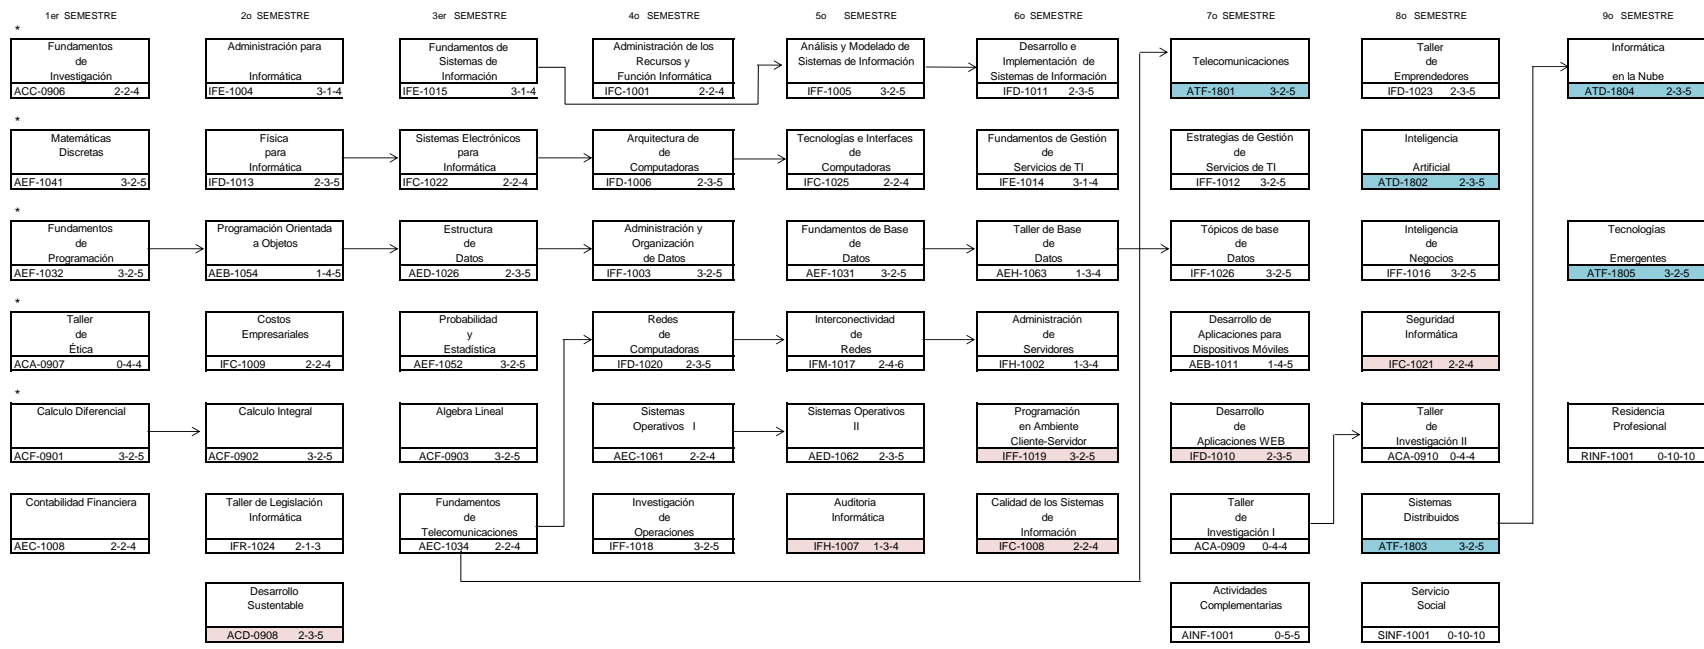 1er SEMESTRE
*
Fundamentos
de
Investigación
ACC-0906 2-2-4
*
Matemáticas
Discretas
AEF-1041 3-2-5
*
Fundamentos
de
Programación
AEF-1032 3-2-5
*
Taller
de
Ética
ACA-0907 0-4-4
*
Calculo Diferencial
ACF-0901 3-2-5
Contabilidad Financiera
AEC-1008 2-2-4
2o SEMESTRE
Administración para
Informática
IFE-1004 3-1-4
Física
para
Informática
IFD-1013 2-3-5
Programación Orientada
a Objetos
AEB-1054 1-4-5
Costos
Empresariales
IFC-1009 2-2-4
Calculo Integral
ACF-0902 3-2-5
Taller de Legislación
Informática
IFR-1024 2-1-3
Desarrollo
Sustentable
ACD-0908 2-3-5
3er SEMESTRE
Fundamentos de
Sistemas de
Información
IFE-1015 3-1-4
Sistemas Electrónicos
para
Informática
IFC-1022 2-2-4
Estructura
de
Datos
AED-1026 2-3-5
Probabilidad
y
Estadística
AEF-1052 3-2-5
Algebra Lineal
ACF-0903 3-2-5
Fundamentos
de
Telecomunicaciones
AEC-1034 2-2-4
4o SEMESTRE
Administración de los
Recursos y
Función Informática
IFC-1001 2-2-4
Arquitectura de
de
Computadoras
IFD-1006 2-3-5
Administración y
Organización
de Datos
IFF-1003 3-2-5
Redes
de
Computadoras
IFD-1020 2-3-5
Sistemas
Operativos I
AEC-1061 2-2-4
Investigación
de
Operaciones
IFF-1018 3-2-5
5o SEMESTRE
Análisis y Modelado de
Sistemas de Información
IFF-1005 3-2-5
Tecnologías e Interfaces
de
Computadoras
IFC-1025 2-2-4
Fundamentos de Base
de
Datos
AEF-1031 3-2-5
Interconectividad
de
Redes
IFM-1017 2-4-6
Sistemas Operativos
II
AED-1062 2-3-5
Auditoria
Informática
IFH-1007 1-3-4
6o SEMESTRE
Desarrollo e
Implementación de
Sistemas de Información
IFD-1011 2-3-5
Fundamentos de Gestión
de
Servicios de TI
IFE-1014 3-1-4
Taller de Base
de
Datos
AEH-1063 1-3-4
Administración
de
Servidores
IFH-1002 1-3-4
Programación
en Ambiente
Cliente-Servidor
IFF-1019 3-2-5
Calidad de los Sistemas
de
Información
IFC-1008 2-2-4
7o SEMESTRE
Telecomunicaciones
ATF-1801 3-2-5
Estrategias de Gestión
de
Servicios de TI
IFF-1012 3-2-5
Tópicos de base
de
Datos
IFF-1026 3-2-5
Desarrollo de
Aplicaciones para
Dispositivos Móviles
AEB-1011 1-4-5
Desarrollo
de
Aplicaciones WEB
IFD-1010 2-3-5
Taller
de
Investigación I
ACA-0909 0-4-4
Actividades
Complementarias
AINF-1001 0-5-5
8o SEMESTRE
Taller
de
Emprendedores
IFD-1023 2-3-5
Inteligencia
Artificial
ATD-1802 2-3-5
Inteligencia
de
Negocios
IFF-1016 3-2-5
Seguridad
Informática
IFC-1021 2-2-4
Taller
de
Investigación II
ACA-0910 0-4-4
Sistemas
Distribuidos
ATF-1803 3-2-5
Servicio
Social
SINF-1001 0-10-10
9o SEMESTRE
Informática
en la Nube
ATD-1804 2-3-5
Tecnologías
Emergentes
ATF-1805 3-2-5
Residencia
Profesional
RINF-1001 0-10-10